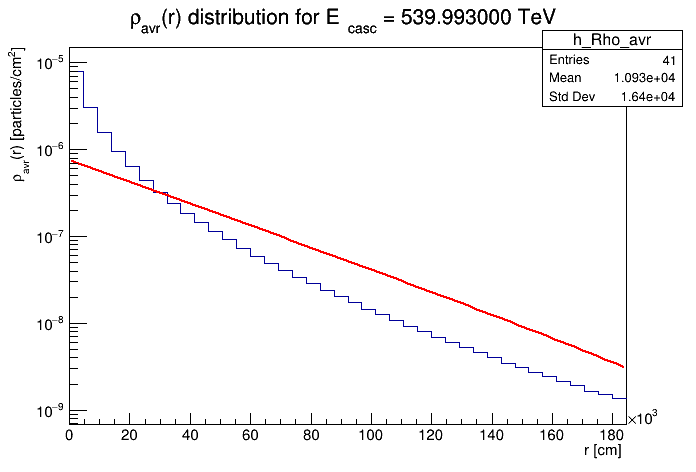 ρavr(r) distribution for E casc = 539.993000 TeV
h_Rho_avr
Entries 41
Mean 1.093e+04
Std Dev 1.64e+04
ρavr(r) [particles/cm²]
10⁻⁵
10⁻⁶
10⁻⁷
10⁻⁸
10⁻⁹
0 20 40 60 80 100 120 140 160 180
×10³
r [cm]